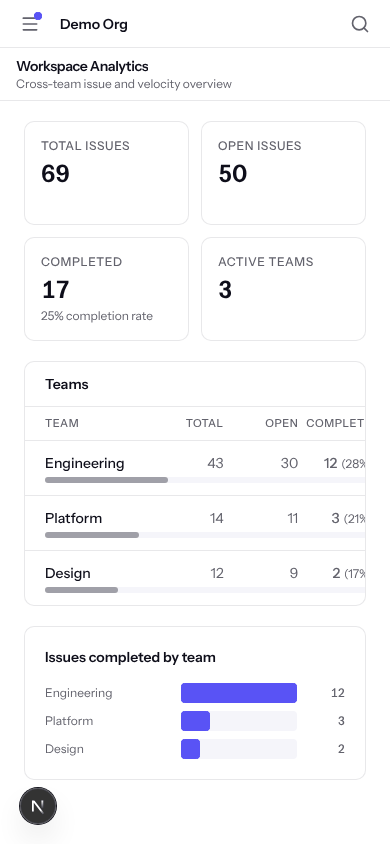 Demo Org
Workspace Analytics
Cross-team issue and velocity overview
TOTAL ISSUES
69
OPEN ISSUES
50
COMPLETED
17
25% completion rate
ACTIVE TEAMS
3
Teams
TEAM TOTAL OPEN COMPLET
Engineering 43 30 12 (28%
Platform 14 11 3 (21%
Design 12 9 2 (17%
Issues completed by team
Engineering 12
Platform 3
Design 2
N